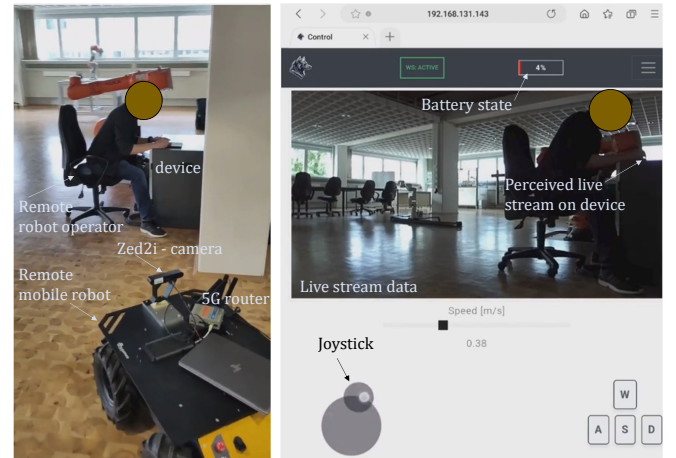 device
Remote
robot operator
Zed2i - camera
Remote
mobile robot
5G router
192.168.131.143
Control
WS: ACTIVE
4%
Battery state
Perceived live
stream on device
Live stream data
Speed [m/s]
0.38
Joystick
W
A S D